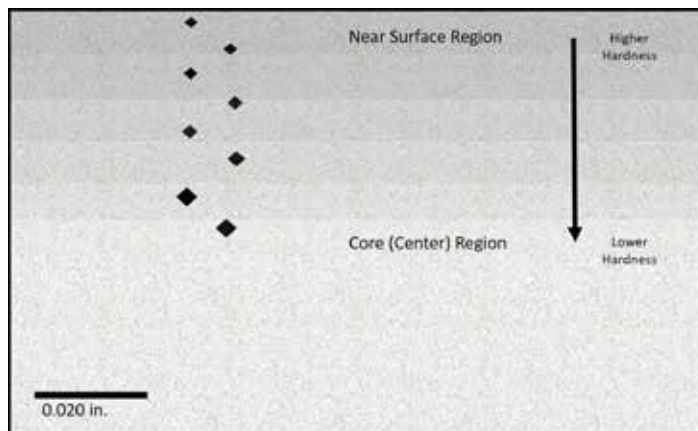 Near Surface Region
Higher
Hardness
Core (Center) Region
Lower
Hardness
0.020 in.